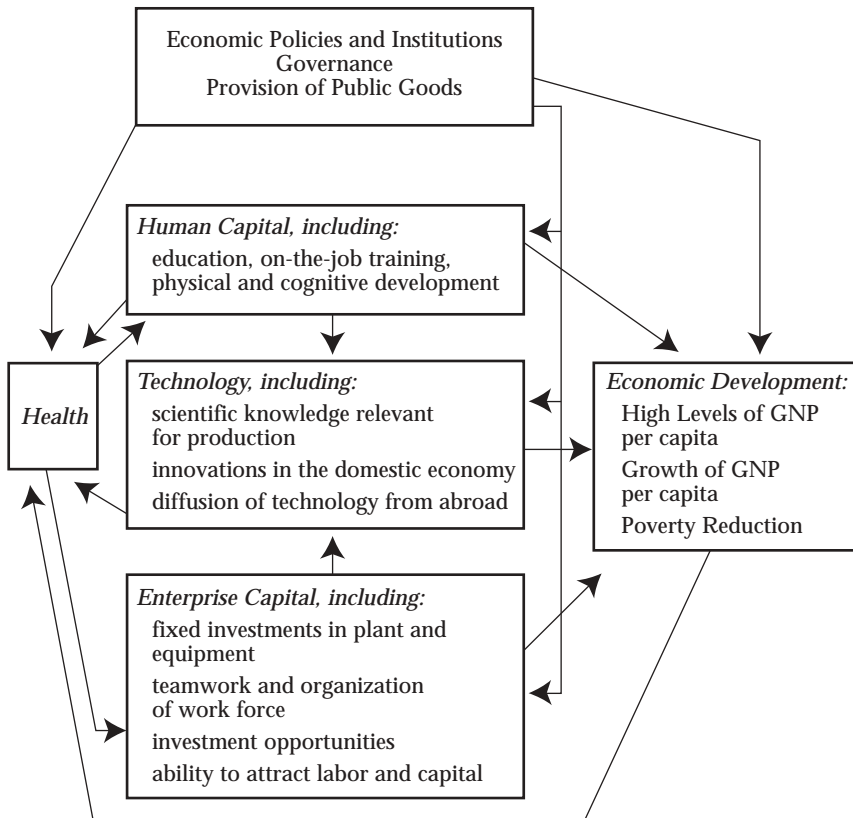 Economic Policies and Institutions
Governance
Provision of Public Goods
Human Capital, including:
education, on-the-job training,
physical and cognitive development
Health
Technology, including:
scientific knowledge relevant
for production
innovations in the domestic economy
diffusion of technology from abroad
Economic Development:
High Levels of GNP
per capita
Growth of GNP
per capita
Poverty Reduction
Enterprise Capital, including:
fixed investments in plant and
equipment
teamwork and organization
of work force
investment opportunities
ability to attract labor and capital